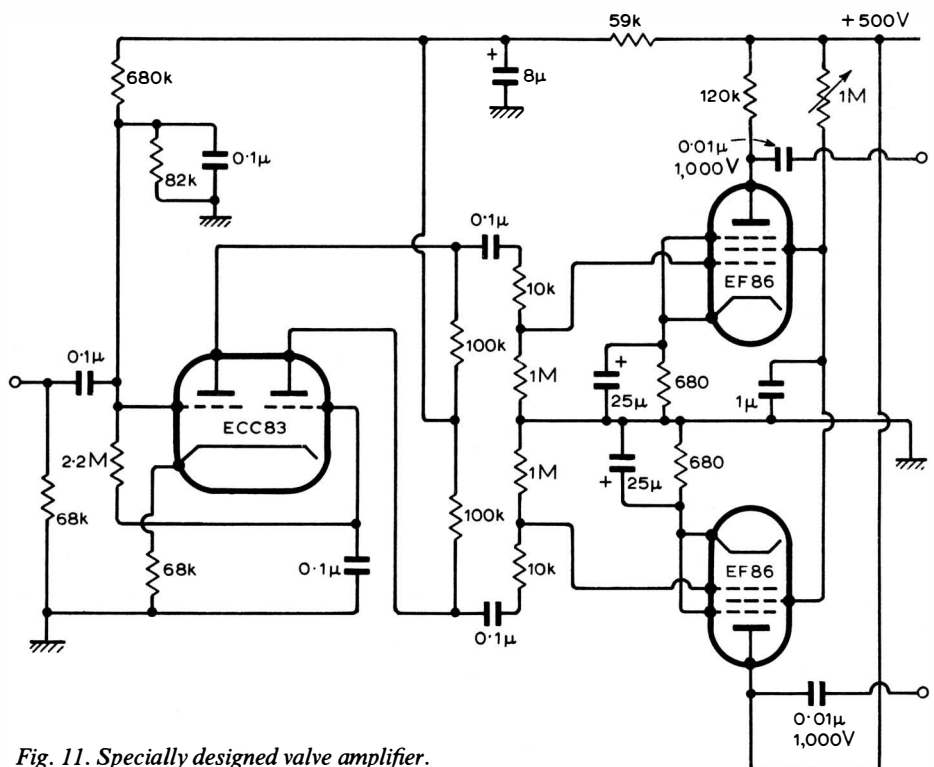 59k
+500V
680k
+
8μ
120k
1M
0·01μ
1,000V
0·1μ
82k
0·1μ
10k
EF86
0·1μ
100k
+
1M
25μ
680
1μ
ECC83
2·2M
1M
680
+
25μ
68k
100k
68k
0·1μ
10k
EF86
0·1μ
0·01μ
1,000V
Fig. 11. Specially designed valve amplifier.